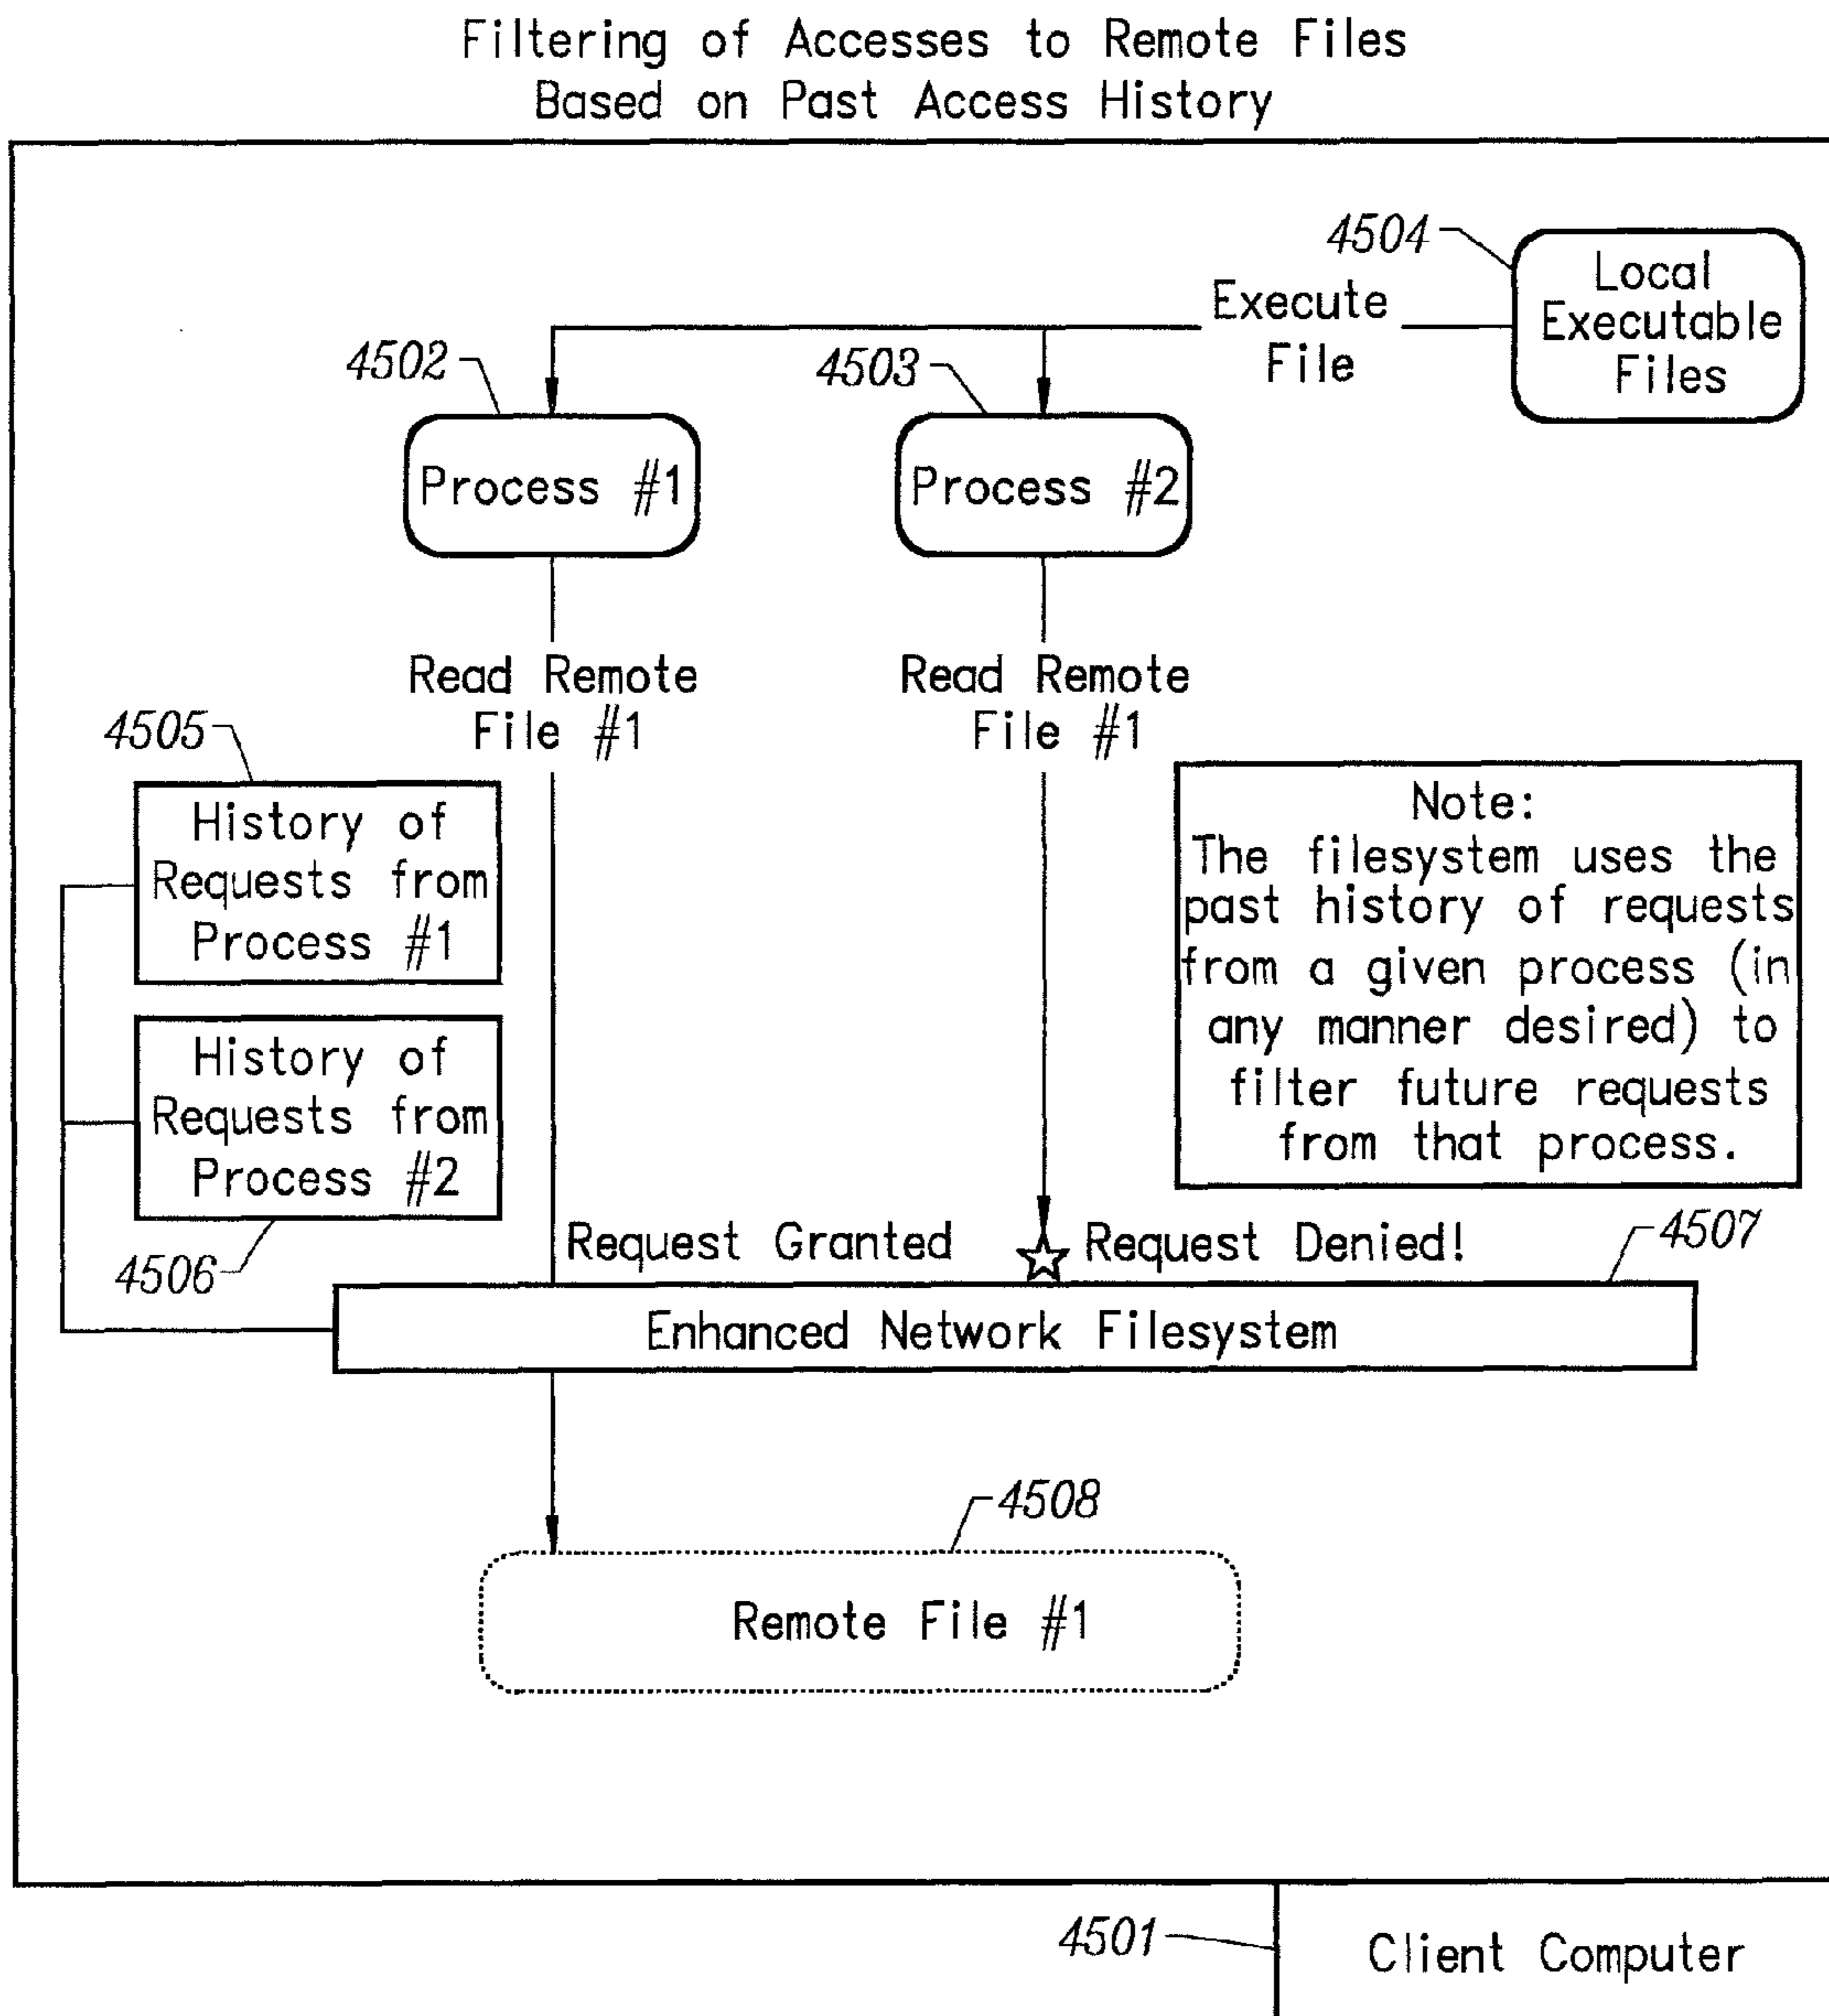 Filtering of Accesses to Remote Files
Based on Past Access History
4504
Local
Executable
Files
Execute
File
4502
4503
Process #1
Process #2
Read Remote
File #1
Read Remote
File #1
4505
History of
Requests from
Process #1
Note:
The filesystem uses the
past history of requests
from a given process (in
any manner desired) to
filter future requests
from that process.
History of
Requests from
Process #2
4506
Request Granted
Request Denied!
4507
Enhanced Network Filesystem
4508
Remote File #1
4501
Client Computer